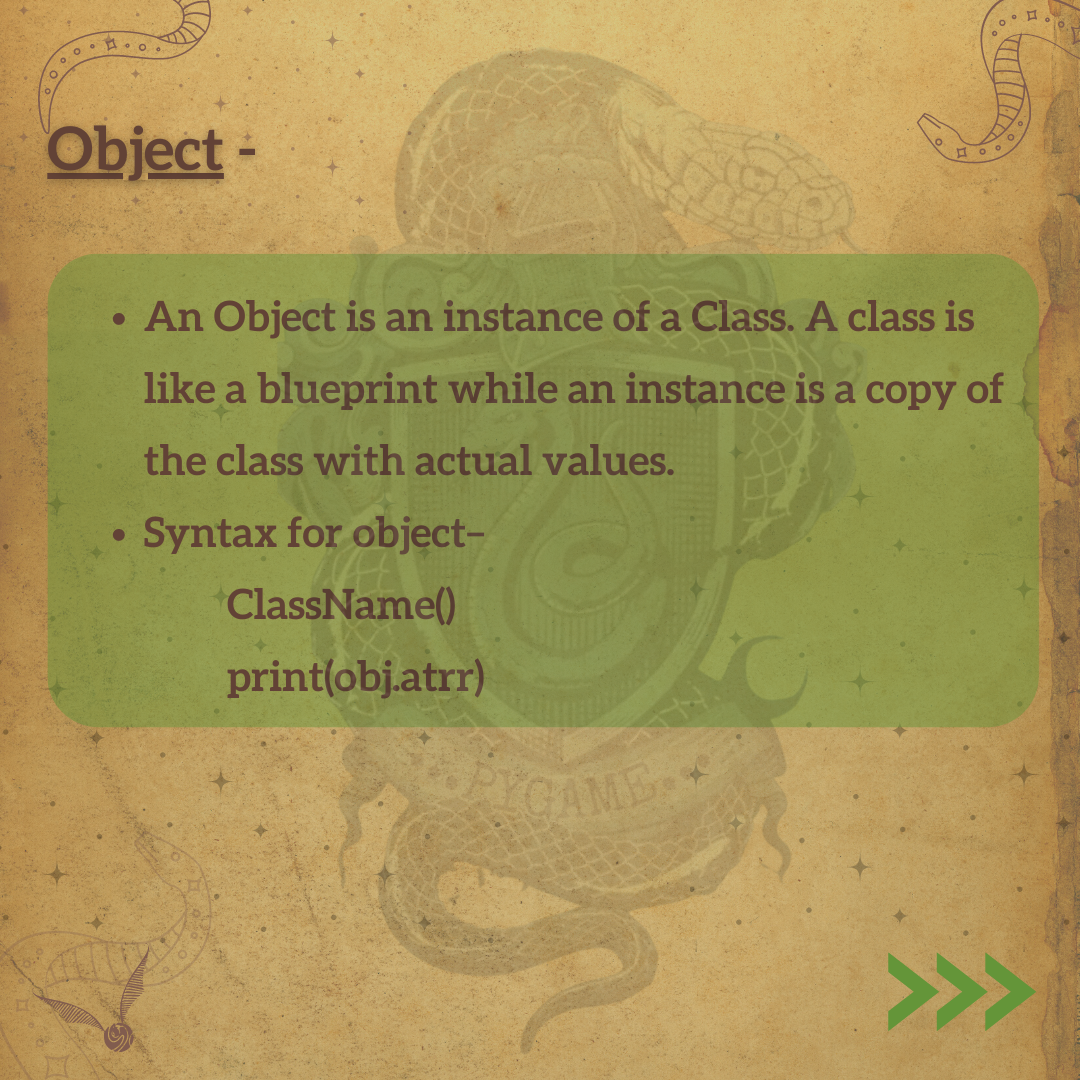 Object -
• An Object is an instance of a Class. A class is
like a blueprint while an instance is a copy of
the class with actual values.
• Syntax for object–
ClassName()
print(obj.atrr)
PYGAME